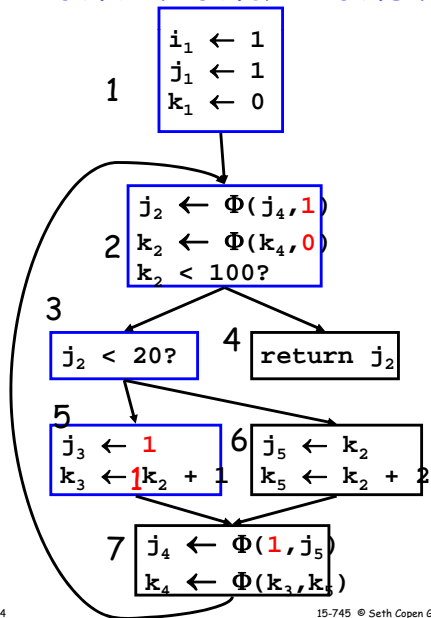 1
i₁ ← 1
j₁ ← 1
k₁ ← 0
2
j₂ ← Φ(j₄,1)
k₂ ← Φ(k₄,0)
k₂ < 100?
3
j₂ < 20?
4
return j₂
5
j₃ ← 1
k₃ ← 1 k₂ + 1
6
j₅ ← k₂
k₅ ← k₂ + 2
7
j₄ ← Φ(1,j₅)
k₄ ← Φ(k₃,k₅)
4
15-745 © Seth Copen